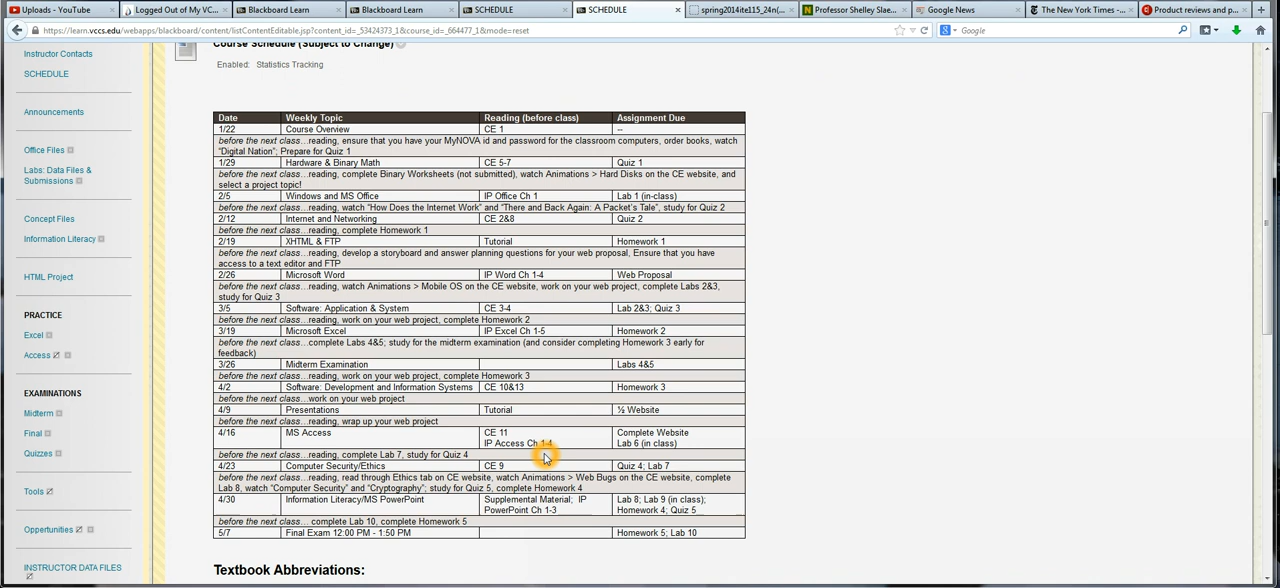 Uploads - YouTube
Logged Out of My VC...
Blackboard Learn
Blackboard Learn
SCHEDULE
SCHEDULE
spring2014ite115_24n(...
Professor Shelley Slae...
Google News
The New York Times -...
Product reviews and p...
https://learn.vccs.edu/webapps/blackboard/content/listContentEditable.jsp?content_id=_53424373_1&course_id=_664477_1&mode=reset
Google
Instructor Contacts
SCHEDULE
Announcements
Office Files
Labs: Data Files &
Submissions
Concept Files
Information Literacy
HTML Project
PRACTICE
Excel
Access
EXAMINATIONS
Midterm
Final
Quizzes
Tools
Opportunities
INSTRUCTOR DATA FILES
Course Schedule (Subject to Change)
Enabled: Statistics Tracking
Date Weekly Topic Reading (before class) Assignment Due
1/22 Course Overview CE 1 --
before the next class...reading, ensure that you have your MyNOVA id and password for the classroom computers, order books, watch
"Digital Nation"; Prepare for Quiz 1
1/29 Hardware & Binary Math CE 5-7 Quiz 1
before the next class...reading, complete Binary Worksheets (not submitted), watch Animations > Hard Disks on the CE website, and
select a project topic!
2/5 Windows and MS Office IP Office Ch 1 Lab 1 (in-class)
before the next class...reading, watch "How Does the Internet Work" and "There and Back Again: A Packet's Tale", study for Quiz 2
2/12 Internet and Networking CE 2&8 Quiz 2
before the next class...reading, complete Homework 1
2/19 XHTML & FTP Tutorial Homework 1
before the next class...reading, develop a storyboard and answer planning questions for your web proposal, Ensure that you have
access to a text editor and FTP
2/26 Microsoft Word IP Word Ch 1-4 Web Proposal
before the next class...reading, watch Animations > Mobile OS on the CE website, work on your web project, complete Labs 2&3,
study for Quiz 3
3/5 Software: Application & System CE 3-4 Lab 2&3; Quiz 3
before the next class...reading, work on your web project, complete Homework 2
3/19 Microsoft Excel IP Excel Ch 1-5 Homework 2
before the next class...complete Labs 4&5; study for the midterm examination (and consider completing Homework 3 early for
feedback)
3/26 Midterm Examination Labs 4&5
before the next class...reading, work on your web project, complete Homework 3
4/2 Software: Development and Information Systems CE 10&13 Homework 3
before the next class...work on your web project
4/9 Presentations Tutorial ½ Website
before the next class...reading, wrap up your web project
4/16 MS Access CE 11 Complete Website
IP Access Ch 1-4 Lab 6 (in class)
before the next class...reading, complete Lab 7, study for Quiz 4
4/23 Computer Security/Ethics CE 9 Quiz 4; Lab 7
before the next class...reading, read through Ethics tab on CE website, watch Animations > Web Bugs on the CE website, complete
Lab 8, watch "Computer Security" and "Cryptography"; study for Quiz 5, complete Homework 4
4/30 Information Literacy/MS PowerPoint Supplemental Material; IP Lab 8; Lab 9 (in class);
PowerPoint Ch 1-3 Homework 4; Quiz 5
before the next class... complete Lab 10, complete Homework 5
5/7 Final Exam 12:00 PM - 1:50 PM Homework 5; Lab 10
Textbook Abbreviations: